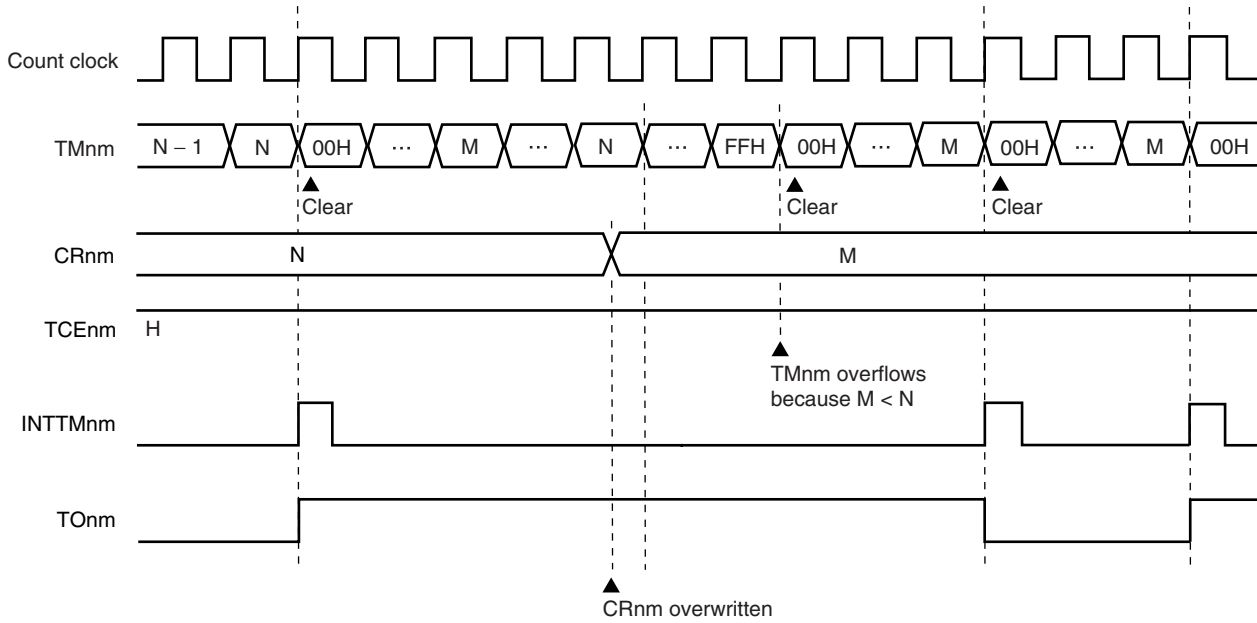 Count clock
TMnm N – 1 N 00H ... M ... N ... FFH 00H ... M 00H ... M 00H
Clear Clear Clear
CRnm N M
TCEnm H
TMnm overflows
because M < N
INTTMnm
TOnm
CRnm overwritten